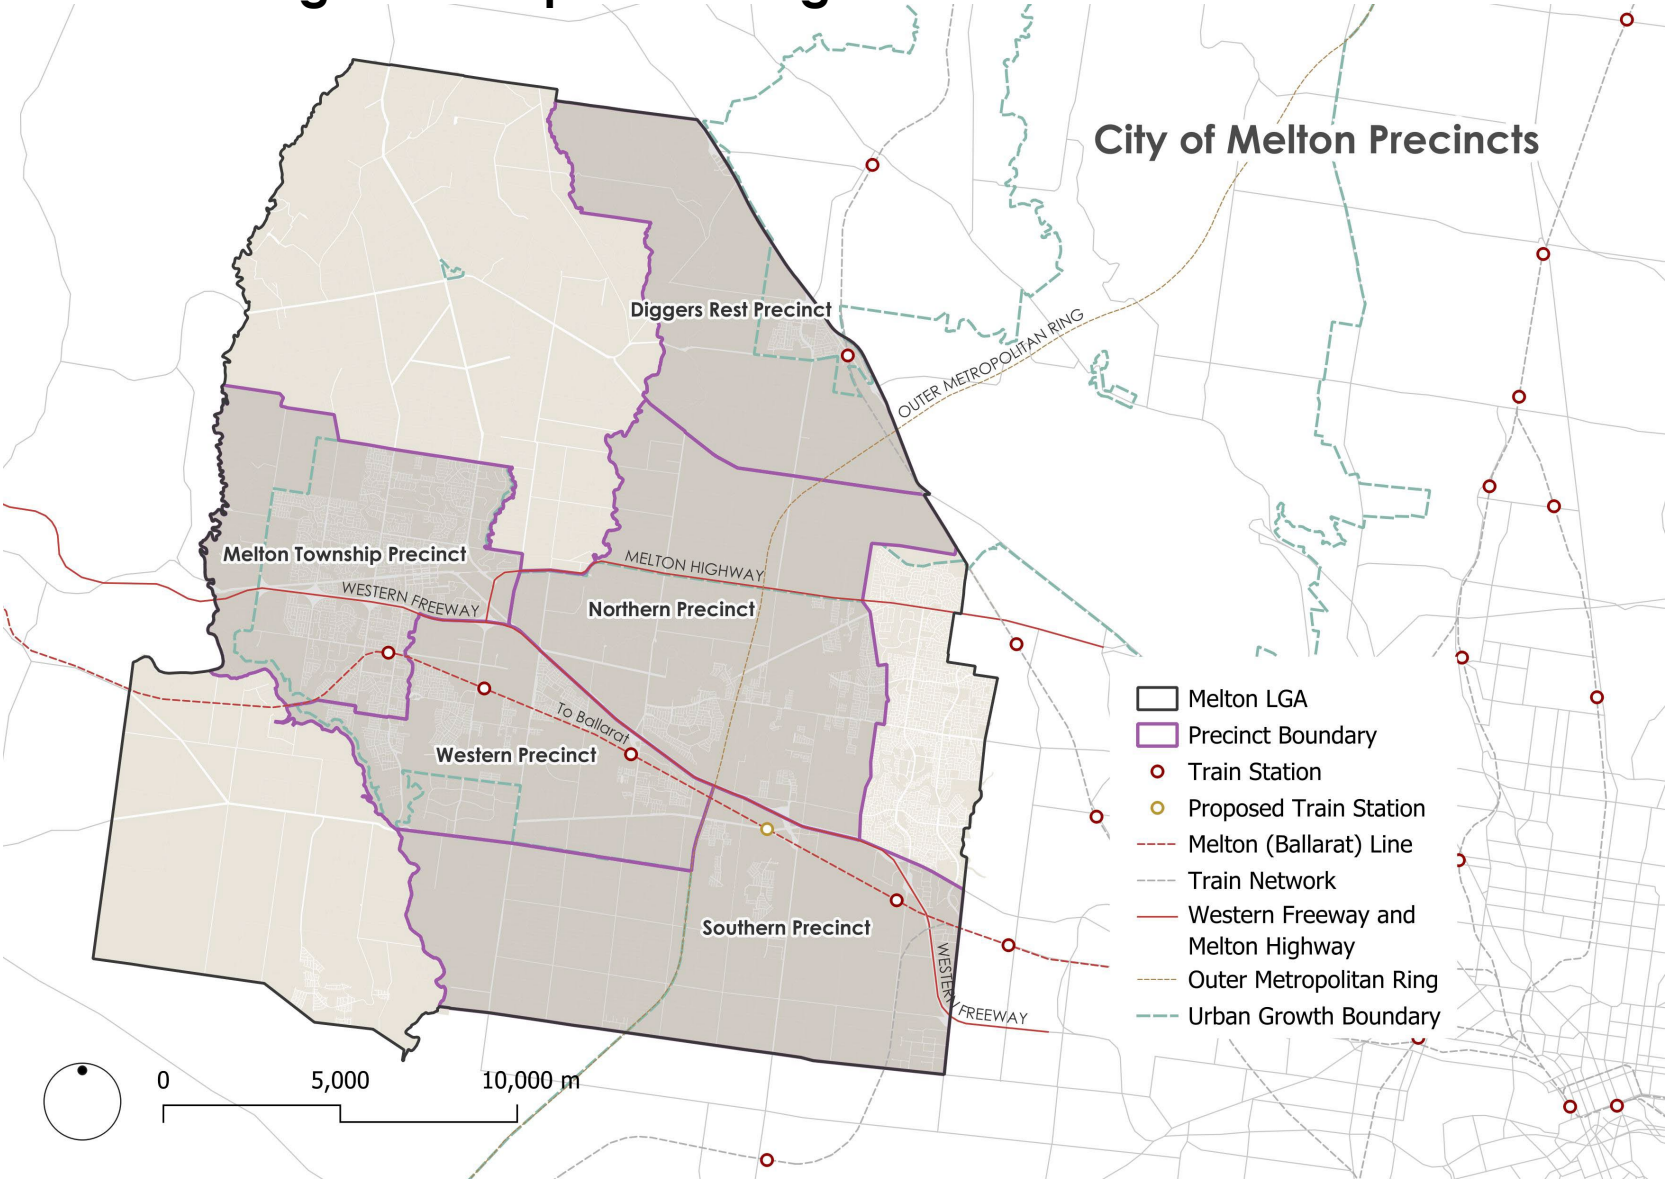 City of Melton Precincts
Diggers Rest Precinct
OUTER METROPOLITAN RING
Melton Township Precinct
MELTON HIGHWAY
WESTERN FREEWAY
Northern Precinct
To Ballarat
Western Precinct
Southern Precinct
WESTERN FREEWAY
Melton LGA
Precinct Boundary
Train Station
Proposed Train Station
Melton (Ballarat) Line
Train Network
Western Freeway and
Melton Highway
Outer Metropolitan Ring
Urban Growth Boundary
0 5,000 10,000 m